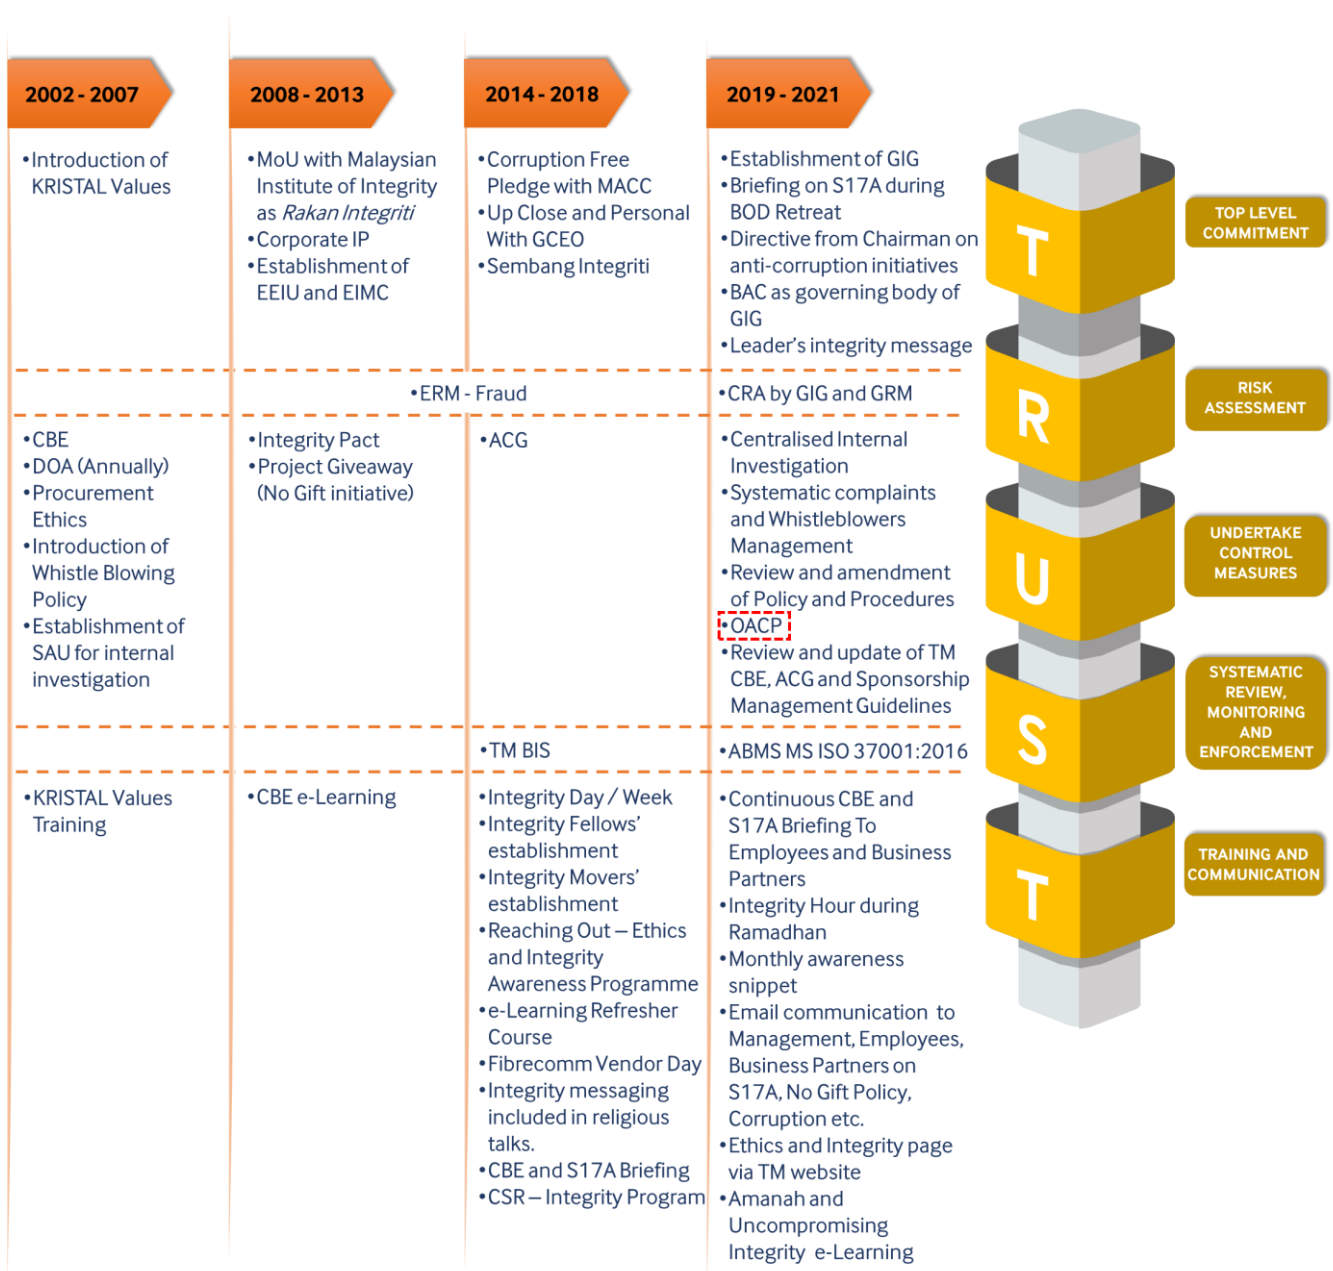 2002 - 2007
2008 - 2013
2014 - 2018
2019 - 2021
•Introduction of
KRISTAL Values
•MoU with Malaysian
Institute of Integrity
as Rakan Integriti
•Corporate IP
•Establishment of
EEIU and EIMC
•Corruption Free
Pledge with MACC
•Up Close and Personal
With GCEO
•Sembang Integriti
•Establishment of GIG
•Briefing on S17A during
BOD Retreat
•Directive from Chairman on
anti-corruption initiatives
•BAC as governing body of
GIG
•Leader's integrity message
T
TOP LEVEL
COMMITMENT
•ERM - Fraud
•CRA by GIG and GRM
R
RISK
ASSESSMENT
•CBE
•DOA (Annually)
•Procurement
Ethics
•Introduction of
Whistle Blowing
Policy
•Establishment of
SAU for internal
investigation
•Integrity Pact
•Project Giveaway
(No Gift initiative)
•ACG
•Centralised Internal
Investigation
•Systematic complaints
and Whistleblowers
Management
•Review and amendment
of Policy and Procedures
•OACP
•Review and update of TM
CBE, ACG and Sponsorship
Management Guidelines
U
UNDERTAKE
CONTROL
MEASURES
•TM BIS
•ABMS MS ISO 37001:2016
S
SYSTEMATIC
REVIEW,
MONITORING
AND
ENFORCEMENT
•KRISTAL Values
Training
•CBE e-Learning
•Integrity Day / Week
•Integrity Fellows'
establishment
•Integrity Movers'
establishment
•Reaching Out – Ethics
and Integrity
Awareness Programme
•e-Learning Refresher
Course
•Fibrecomm Vendor Day
•Integrity messaging
included in religious
talks.
•CBE and S17A Briefing
•CSR – Integrity Program
•Continuous CBE and
S17A Briefing To
Employees and Business
Partners
•Integrity Hour during
Ramadhan
•Monthly awareness
snippet
•Email communication to
Management, Employees,
Business Partners on
S17A, No Gift Policy,
Corruption etc.
•Ethics and Integrity page
via TM website
•Amanah and
Uncompromising
Integrity e-Learning
T
TRAINING AND
COMMUNICATION